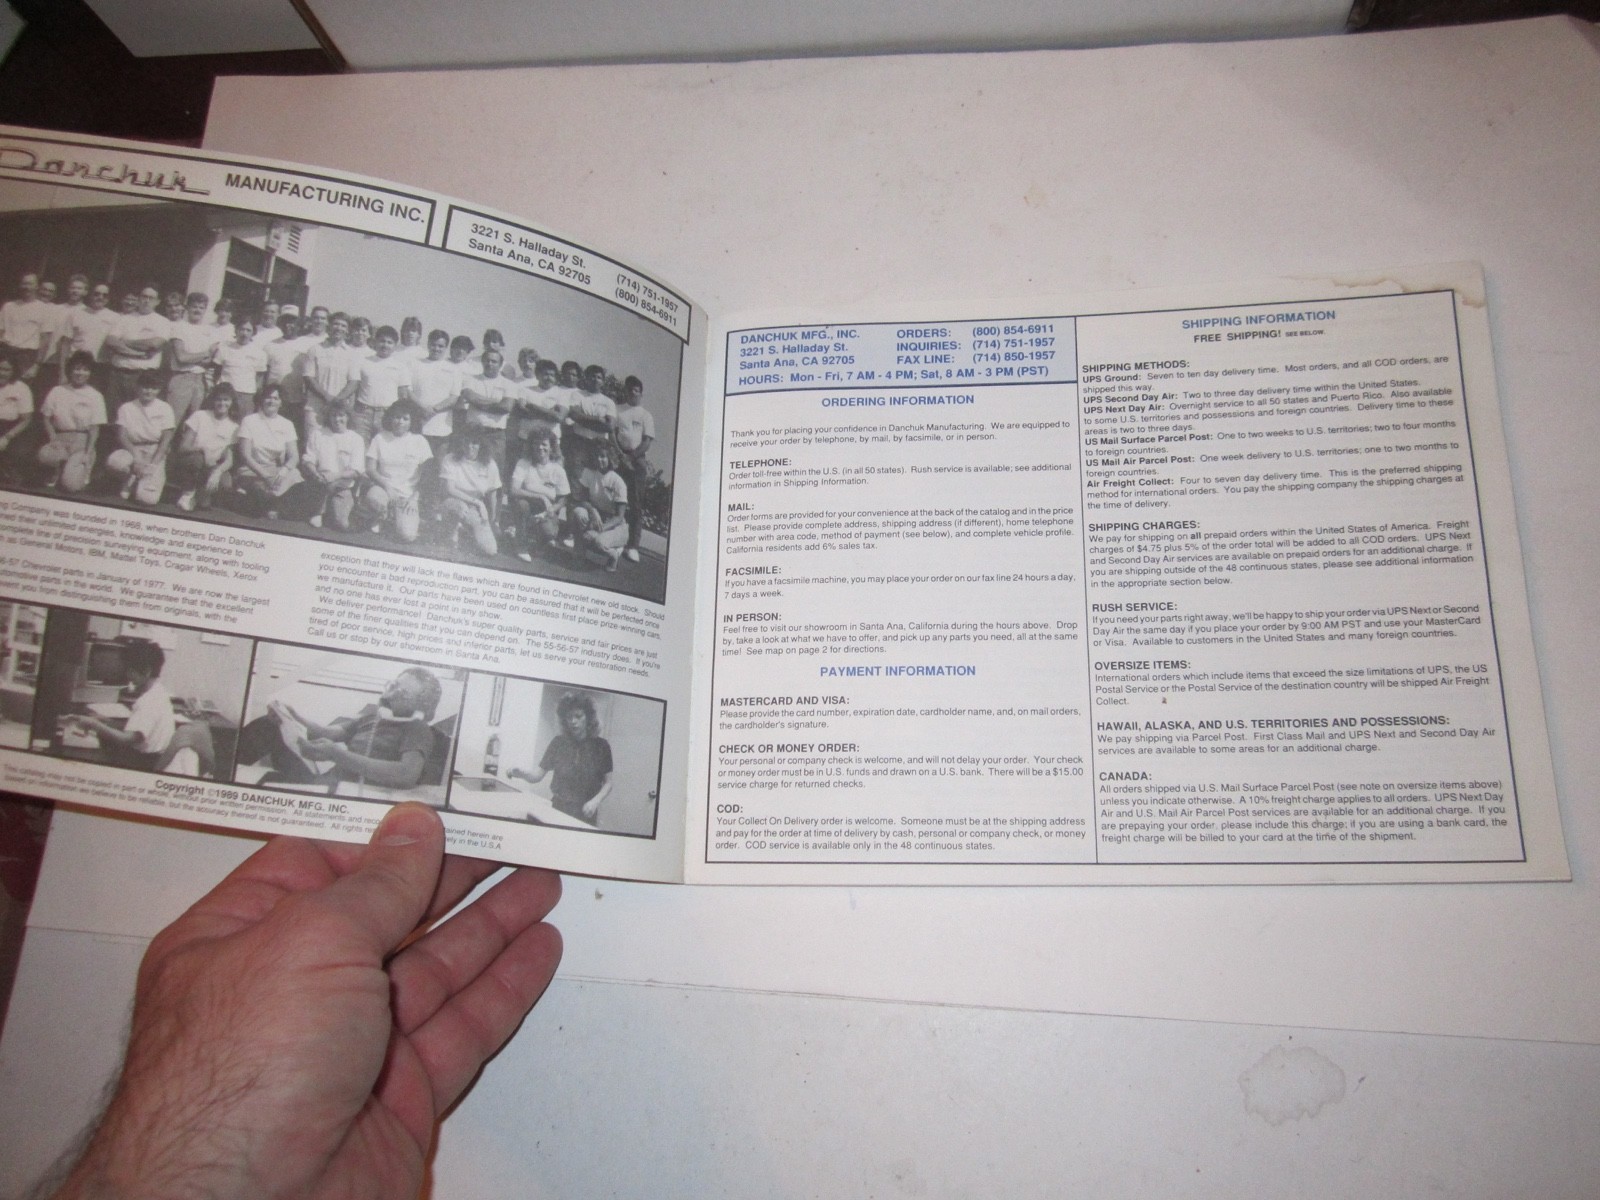 Danchuk MANUFACTURING INC.
3221 S. Halladay St.
Santa Ana, CA 92705
(714) 751-1957
(800) 854-6911
Company was founded in 1968, when brothers Dan Danchuk
their unlimited energies, knowledge and experience to
complete line of precision surveying equipment, along with tooling
as General Motors, IBM, Mattel Toys, Cragar Wheels, Xerox
Chevrolet parts in January of 1977. We are now the largest
parts in the world. We guarantee that the excellent
you from distinguishing them from originals, with the
exception that they will lack the flaws which are found in Chevrolet new old stock. Should
you encounter a bad reproduction part, you can be assured that it will be perfected once
we manufacture it. Our parts have been used on countless first place prize-winning cars,
and no one has ever lost a point in any show.
We deliver performance! Danchuk's super quality parts, service and fair prices are just
some of the finer qualities that you can depend on. The 55-56-57 industry does. If you're
tired of poor service, high prices and inferior parts, let us serve your restoration needs.
Call us or stop by our showroom in Santa Ana.
Copyright ©1989 DANCHUK MFG. INC.
This catalog may not be copied in part or whole, without prior written permission. All statements and
based on information we believe to be reliable, but the accuracy thereof is not guaranteed. All rights
herein are
in the U.S.A
DANCHUK MFG., INC.
3221 S. Halladay St.
Santa Ana, CA 92705
ORDERS: (800) 854-6911
INQUIRIES: (714) 751-1957
FAX LINE: (714) 850-1957
HOURS: Mon - Fri, 7 AM - 4 PM; Sat, 8 AM - 3 PM (PST)
ORDERING INFORMATION
Thank you for placing your confidence in Danchuk Manufacturing. We are equipped to
receive your order by telephone, by mail, by facsimile, or in person.
TELEPHONE:
Order toll-free within the U.S. (in all 50 states). Rush service is available; see additional
information in Shipping Information.
MAIL:
Order forms are provided for your convenience at the back of the catalog and in the price
list. Please provide complete address, shipping address (if different), home telephone
number with area code, method of payment (see below), and complete vehicle profile.
California residents add 6% sales tax.
FACSIMILE:
If you have a facsimile machine, you may place your order on our fax line 24 hours a day,
7 days a week.
IN PERSON:
Feel free to visit our showroom in Santa Ana, California during the hours above. Drop
by, take a look at what we have to offer, and pick up any parts you need, all at the same
time! See map on page 2 for directions.
PAYMENT INFORMATION
MASTERCARD AND VISA:
Please provide the card number, expiration date, cardholder name, and, on mail orders,
the cardholder's signature.
CHECK OR MONEY ORDER:
Your personal or company check is welcome, and will not delay your order. Your check
or money order must be in U.S. funds and drawn on a U.S. bank. There will be a $15.00
service charge for returned checks.
COD:
Your Collect On Delivery order is welcome. Someone must be at the shipping address
and pay for the order at time of delivery by cash, personal or company check, or money
order. COD service is available only in the 48 continuous states.
SHIPPING INFORMATION
FREE SHIPPING! SEE BELOW.
SHIPPING METHODS:
UPS Ground: Seven to ten day delivery time. Most orders, and all COD orders, are
shipped this way.
UPS Second Day Air: Two to three day delivery time within the United States.
UPS Next Day Air: Overnight service to all 50 states and Puerto Rico. Also available
to some U.S. territories and possessions and foreign countries. Delivery time to these
areas is two to three days.
US Mail Surface Parcel Post: One to two weeks to U.S. territories; two to four months
to foreign countries.
US Mail Air Parcel Post: One week delivery to U.S. territories; one to two months to
foreign countries.
Air Freight Collect: Four to seven day delivery time. This is the preferred shipping
method for international orders. You pay the shipping company the shipping charges at
the time of delivery.
SHIPPING CHARGES:
We pay for shipping on all prepaid orders within the United States of America. Freight
charges of $4.75 plus 5% of the order total will be added to all COD orders. UPS Next
and Second Day Air services are available on prepaid orders for an additional charge. If
you are shipping outside of the 48 continuous states, please see additional information
in the appropriate section below.
RUSH SERVICE:
If you need your parts right away, we'll be happy to ship your order via UPS Next or Second
Day Air the same day if you place your order by 9:00 AM PST and use your MasterCard
or Visa. Available to customers in the United States and many foreign countries.
OVERSIZE ITEMS:
International orders which include items that exceed the size limitations of UPS, the US
Postal Service or the Postal Service of the destination country will be shipped Air Freight
Collect.
HAWAII, ALASKA, AND U.S. TERRITORIES AND POSSESSIONS:
We pay shipping via Parcel Post. First Class Mail and UPS Next and Second Day Air
services are available to some areas for an additional charge.
CANADA:
All orders shipped via U.S. Mail Surface Parcel Post (see note on oversize items above)
unless you indicate otherwise. A 10% freight charge applies to all orders. UPS Next Day
Air and U.S. Mail Air Parcel Post services are available for an additional charge. If you
are prepaying your order, please include this charge; if you are using a bank card, the
freight charge will be billed to your card at the time of the shipment.